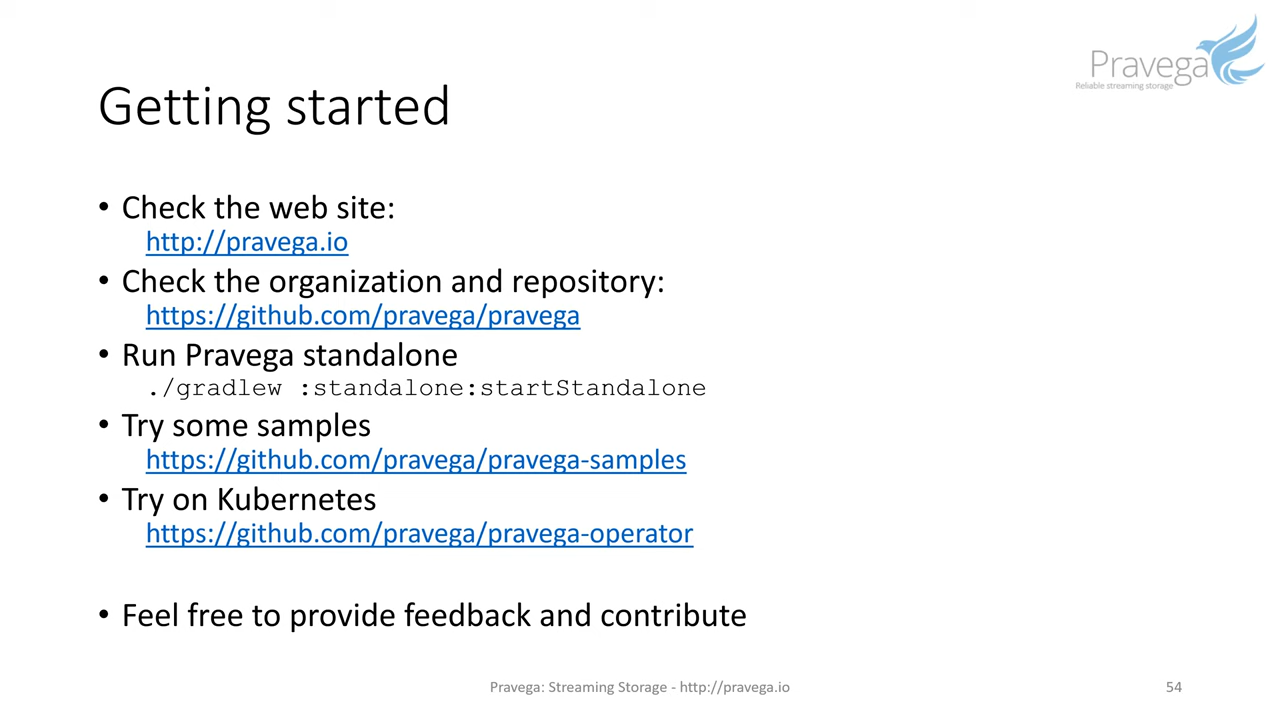 Pravega
Reliable streaming storage
Getting started
• Check the web site:
http://pravega.io
• Check the organization and repository:
https://github.com/pravega/pravega
• Run Pravega standalone
./gradlew :standalone:startStandalone
• Try some samples
https://github.com/pravega/pravega-samples
• Try on Kubernetes
https://github.com/pravega/pravega-operator
• Feel free to provide feedback and contribute
Pravega: Streaming Storage - http://pravega.io
54